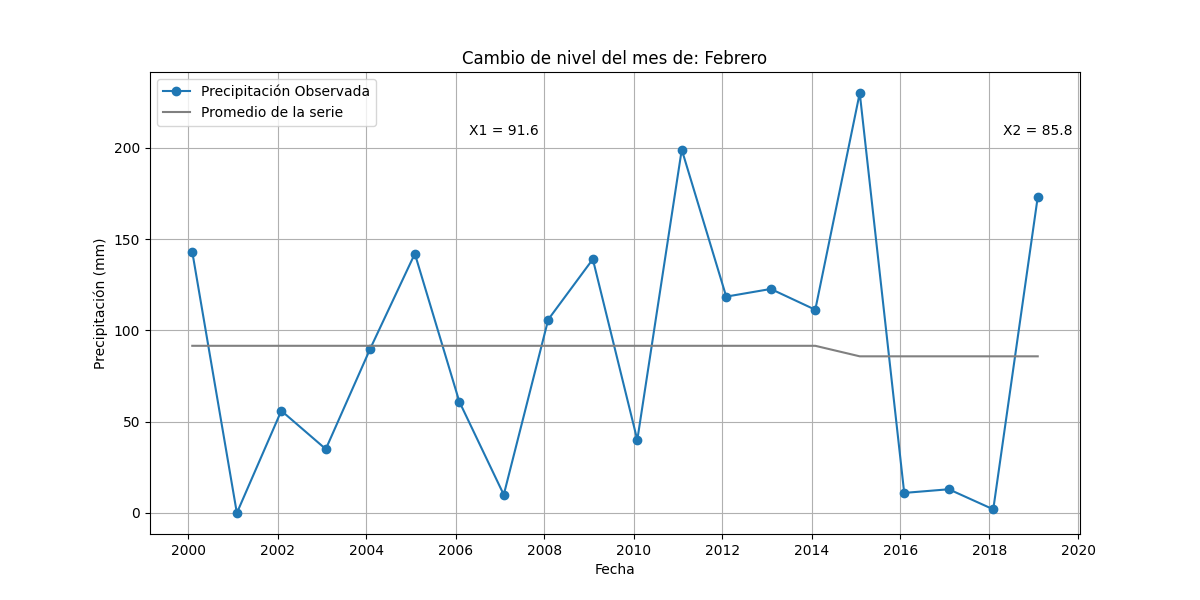 Cambio de nivel del mes de: Febrero
Precipitación Observada
Promedio de la serie
X1 = 91.6
X2 = 85.8
Precipitación (mm)
200
150
100
50
0
2000 2002 2004 2006 2008 2010 2012 2014 2016 2018 2020
Fecha